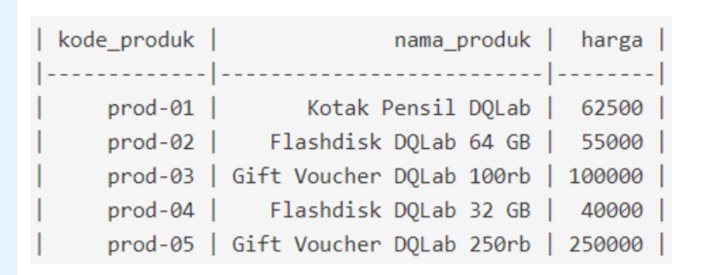 | kode_produk | nama_produk | harga |
|-------------|---------------------------|--------|
| prod-01 | Kotak Pensil DQLab | 62500 |
| prod-02 | Flashdisk DQLab 64 GB | 55000 |
| prod-03 | Gift Voucher DQLab 100rb | 100000 |
| prod-04 | Flashdisk DQLab 32 GB | 40000 |
| prod-05 | Gift Voucher DQLab 250rb | 250000 |